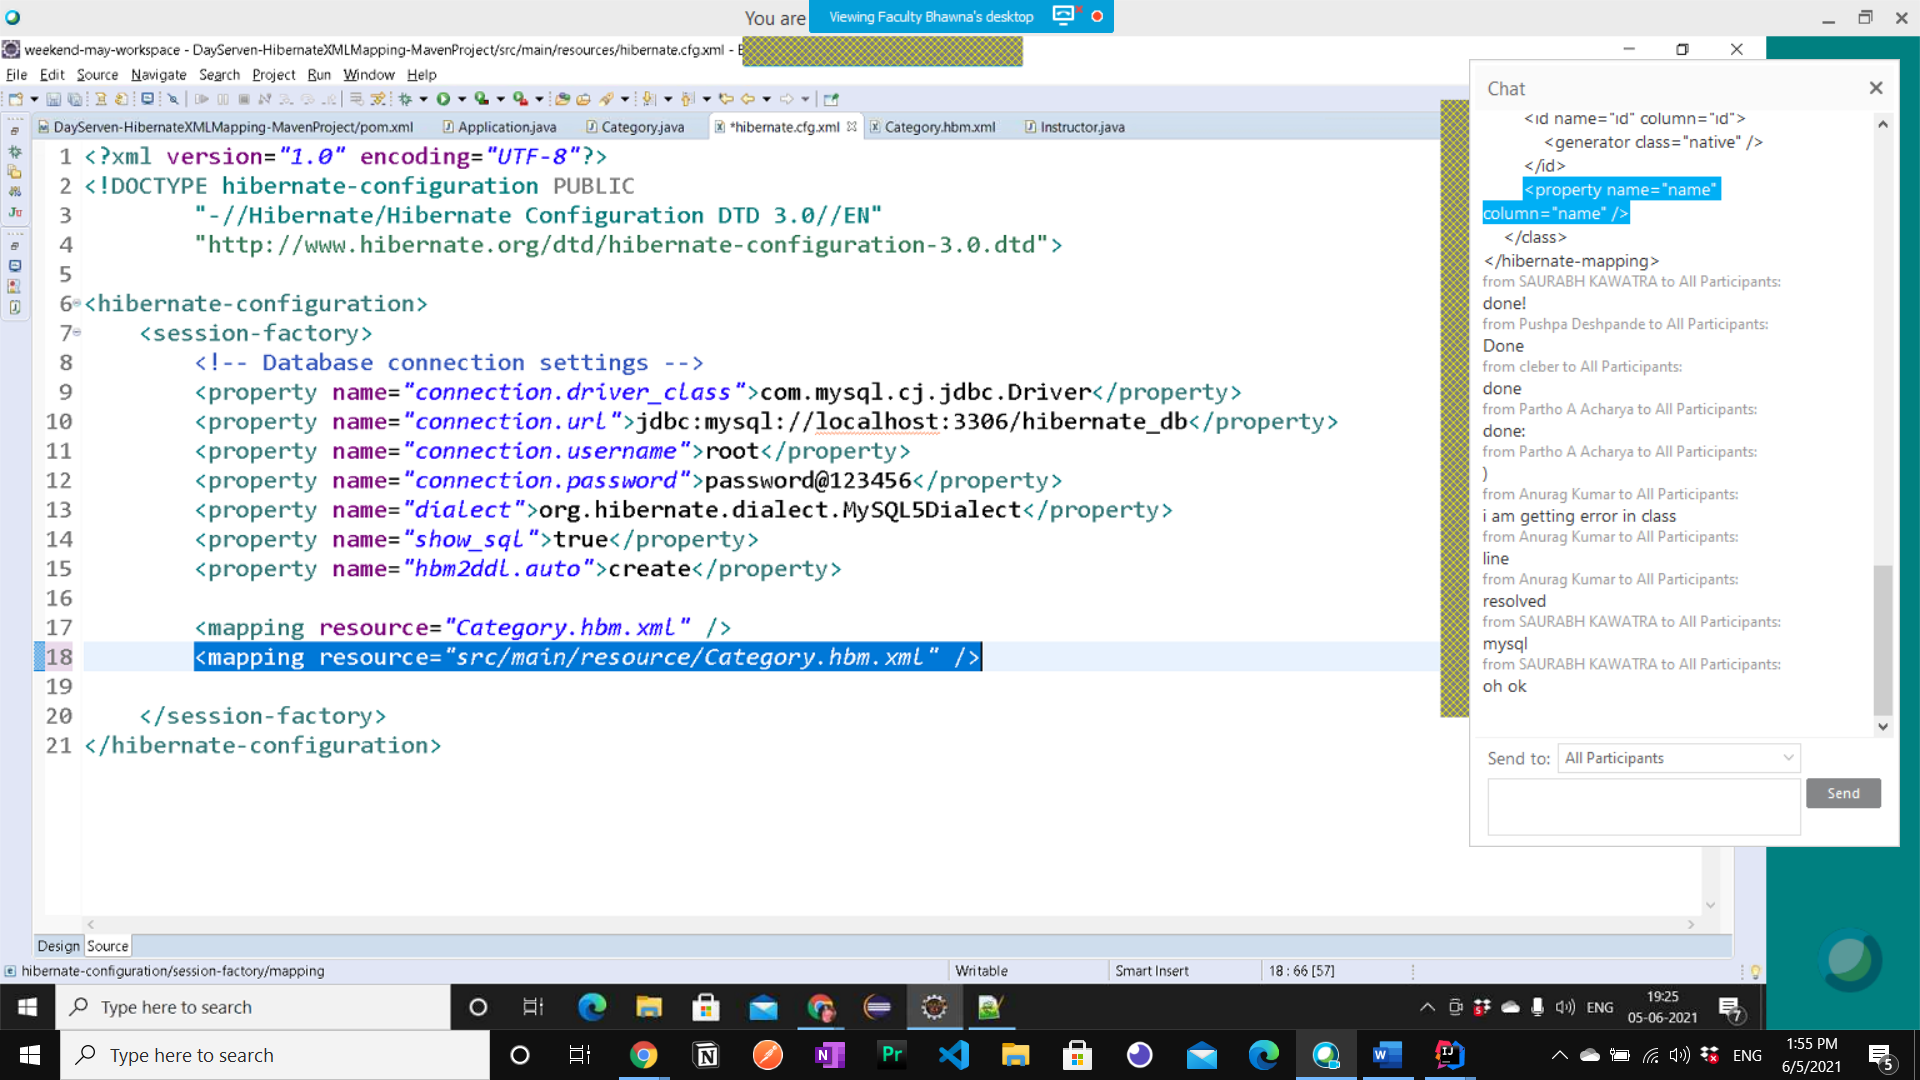 You are
Viewing Faculty Bhawna's desktop
weekend-may-workspace - DayServen-HibernateXMLMapping-MavenProject/src/main/resources/hibernate.cfg.xml - E
File Edit Source Navigate Search Project Run Window Help
DayServen-HibernateXMLMapping-MavenProject/pom.xml Application.java Category.java *hibernate.cfg.xml Category.hbm.xml Instructor.java
1 <?xml version="1.0" encoding="UTF-8"?>
2 <!DOCTYPE hibernate-configuration PUBLIC
3 "-//Hibernate/Hibernate Configuration DTD 3.0//EN"
4 "http://www.hibernate.org/dtd/hibernate-configuration-3.0.dtd">
5
6 <hibernate-configuration>
7 <session-factory>
8 <!-- Database connection settings -->
9 <property name="connection.driver_class">com.mysql.cj.jdbc.Driver</property>
10 <property name="connection.url">jdbc:mysql://localhost:3306/hibernate_db</property>
11 <property name="connection.username">root</property>
12 <property name="connection.password">password@123456</property>
13 <property name="dialect">org.hibernate.dialect.MySQL5Dialect</property>
14 <property name="show_sql">true</property>
15 <property name="hbm2ddl.auto">create</property>
16
17 <mapping resource="Category.hbm.xml" />
18 <mapping resource="src/main/resource/Category.hbm.xml" />
19
20 </session-factory>
21 </hibernate-configuration>
Design Source
hibernate-configuration/session-factory/mapping
Writable
Smart Insert
18 : 66 [57]
Chat
<id name="id" column="id">
<generator class="native" />
</id>
<property name="name"
column="name" />
</class>
</hibernate-mapping>
from SAURABH KAWATRA to All Participants:
done!
from Pushpa Deshpande to All Participants:
Done
from cleber to All Participants:
done
from Partho A Acharya to All Participants:
done:
from Partho A Acharya to All Participants:
)
from Anurag Kumar to All Participants:
i am getting error in class
from Anurag Kumar to All Participants:
line
from Anurag Kumar to All Participants:
resolved
from SAURABH KAWATRA to All Participants:
mysql
from SAURABH KAWATRA to All Participants:
oh ok
Send to: All Participants
Send
Type here to search
ENG
19:25
05-06-2021
7
Type here to search
N
N
Pr
W
IJ
ENG
1:55 PM
6/5/2021
5